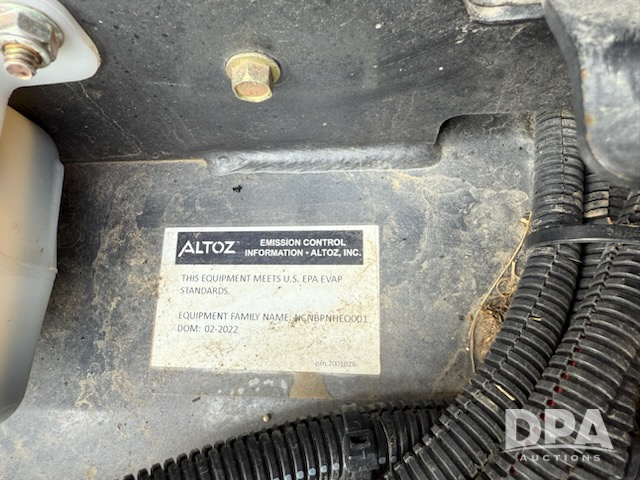 ALTOZ
EMISSION CONTROL
INFORMATION • ALTOZ, INC.
THIS EQUIPMENT MEETS U.S. EPA EVAP
STANDARDS.
EQUIPMENT FAMILY NAME: NCNBPNHEQ001
DOM: 02-2022
p/n 7001026
DPA
AUCTIONS